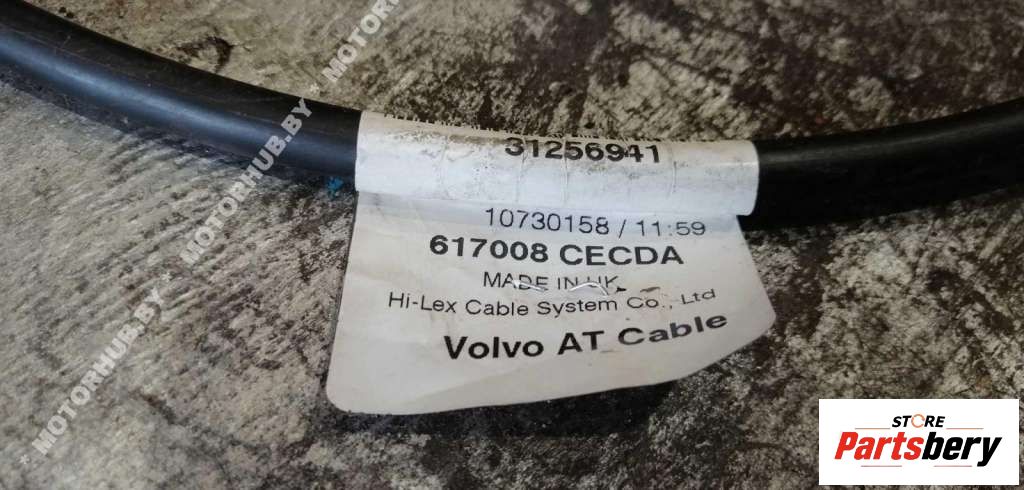 31256941
10730158 / 11:59
617008 CECDA
MADE IN UK
Hi-Lex Cable System Co., Ltd
Volvo AT Cable
* MOTORHUB.BY * MOTORHUB.BY * MOTORHUB.BY
STORE
Partsbery